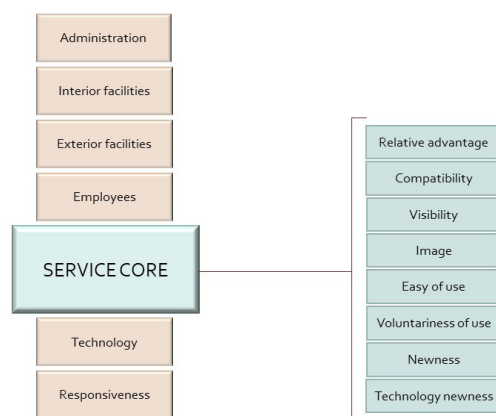 Administration
Interior facilities
Exterior facilities
Employees
SERVICE CORE
Technology
Responsiveness
Relative advantage
Compatibility
Visibility
Image
Easy of use
Voluntariness of use
Newness
Technology newness